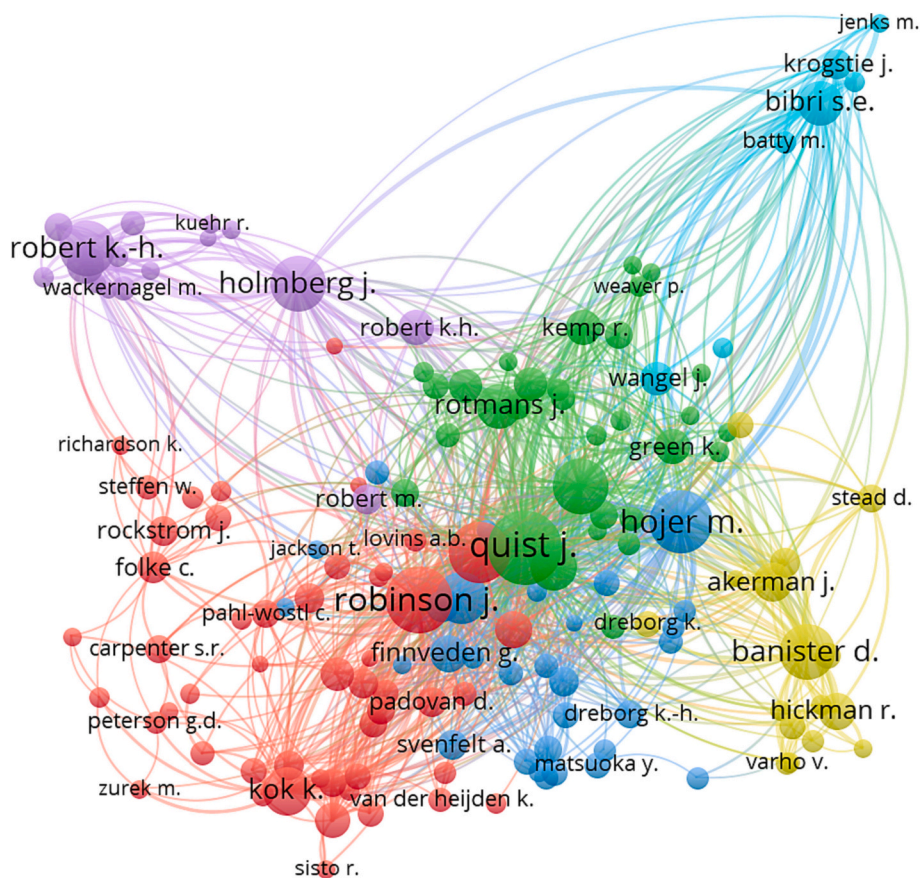 jenks m.
krogstie j.
bibri s.e.
batty m.
kuehr r.
robert k.-h.
wackernagel m.
holmberg j.
weaver p.
robert k.h.
kemp r.
wangel j.
rotmans j.
richardson k.
green k.
steffen w.
robert m.
stead d.
rockstrom j.
hojer m.
lovins a.b.
quist j.
jackson t.
folke c.
akerman j.
robinson j.
pahl-wostl c.
dreborg k.
carpenter s.r.
finnveden g.
banister d.
padovan d.
hickman r.
peterson g.d.
dreborg k.-h.
svenfelt a.
matsuoka y.
varho v.
zurek m.
kok k.
van der heijden k.
sisto r.